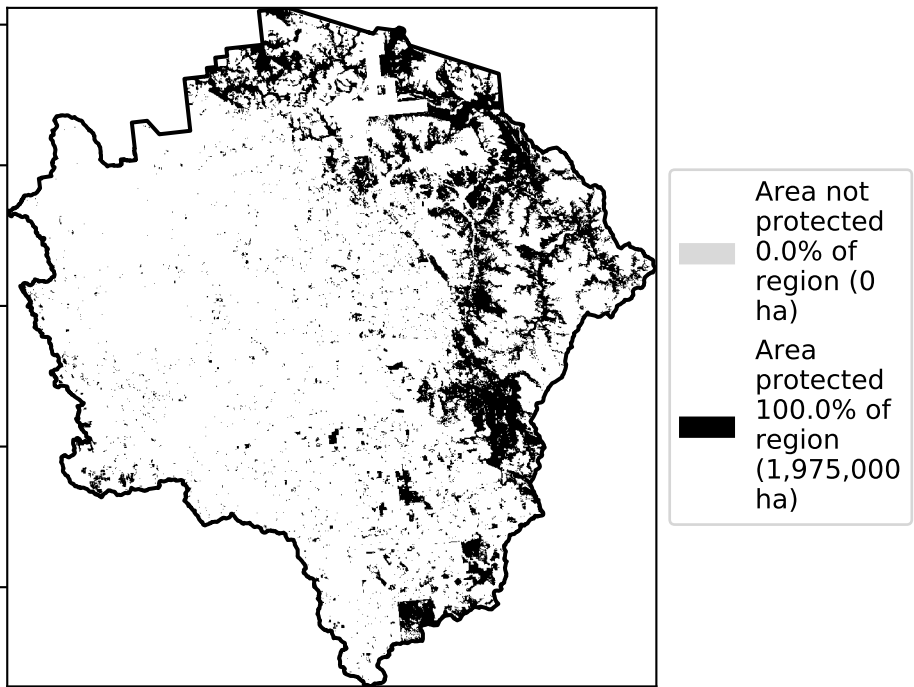 Area not
protected
0.0% of
region (0
ha)
Area
protected
100.0% of
region
(1,975,000
ha)